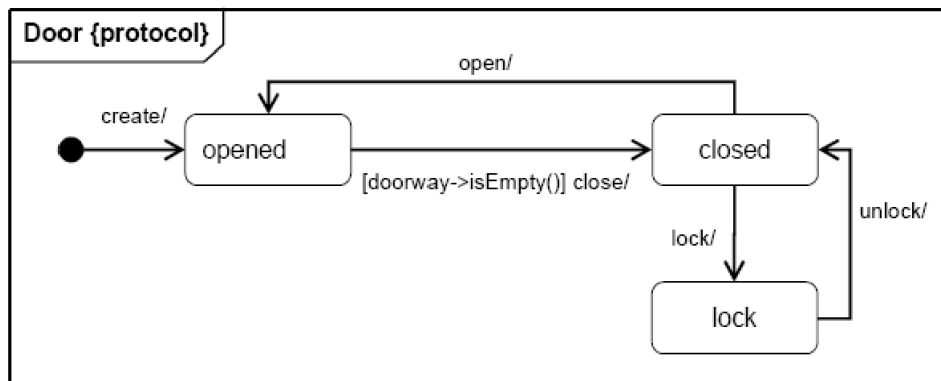 Door {protocol}
open/
create/
opened
closed
[doorway->isEmpty()] close/
unlock/
lock/
lock